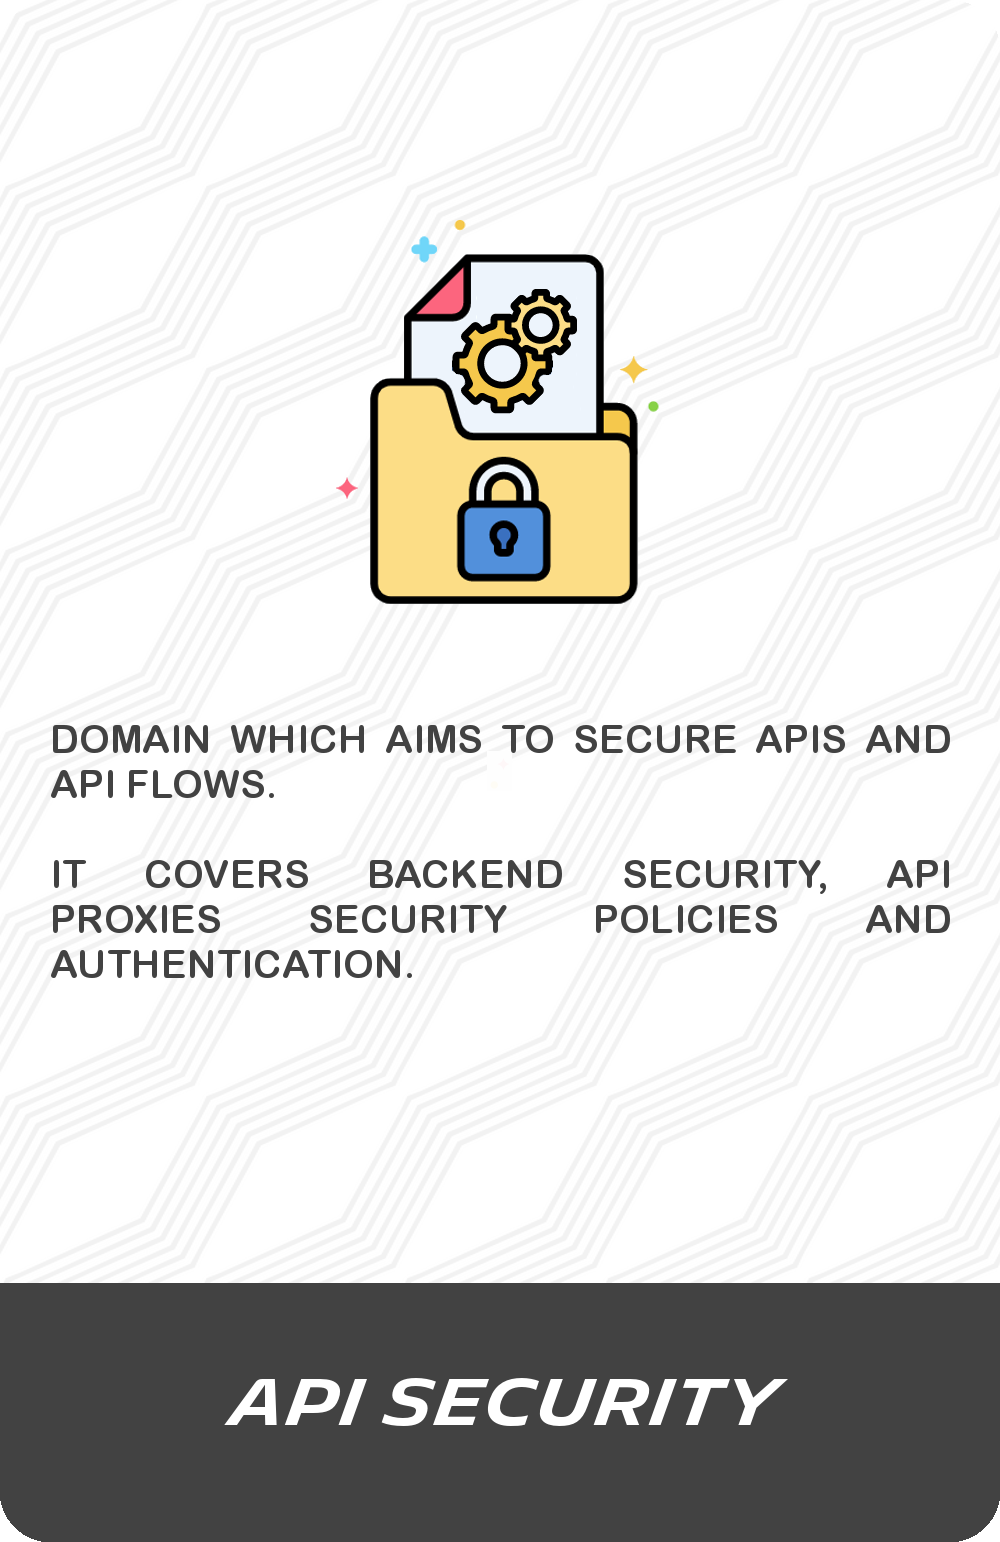 DOMAIN WHICH AIMS TO SECURE APIS AND
API FLOWS.
IT COVERS BACKEND SECURITY, API
PROXIES SECURITY POLICIES AND
AUTHENTICATION.
API SECURITY